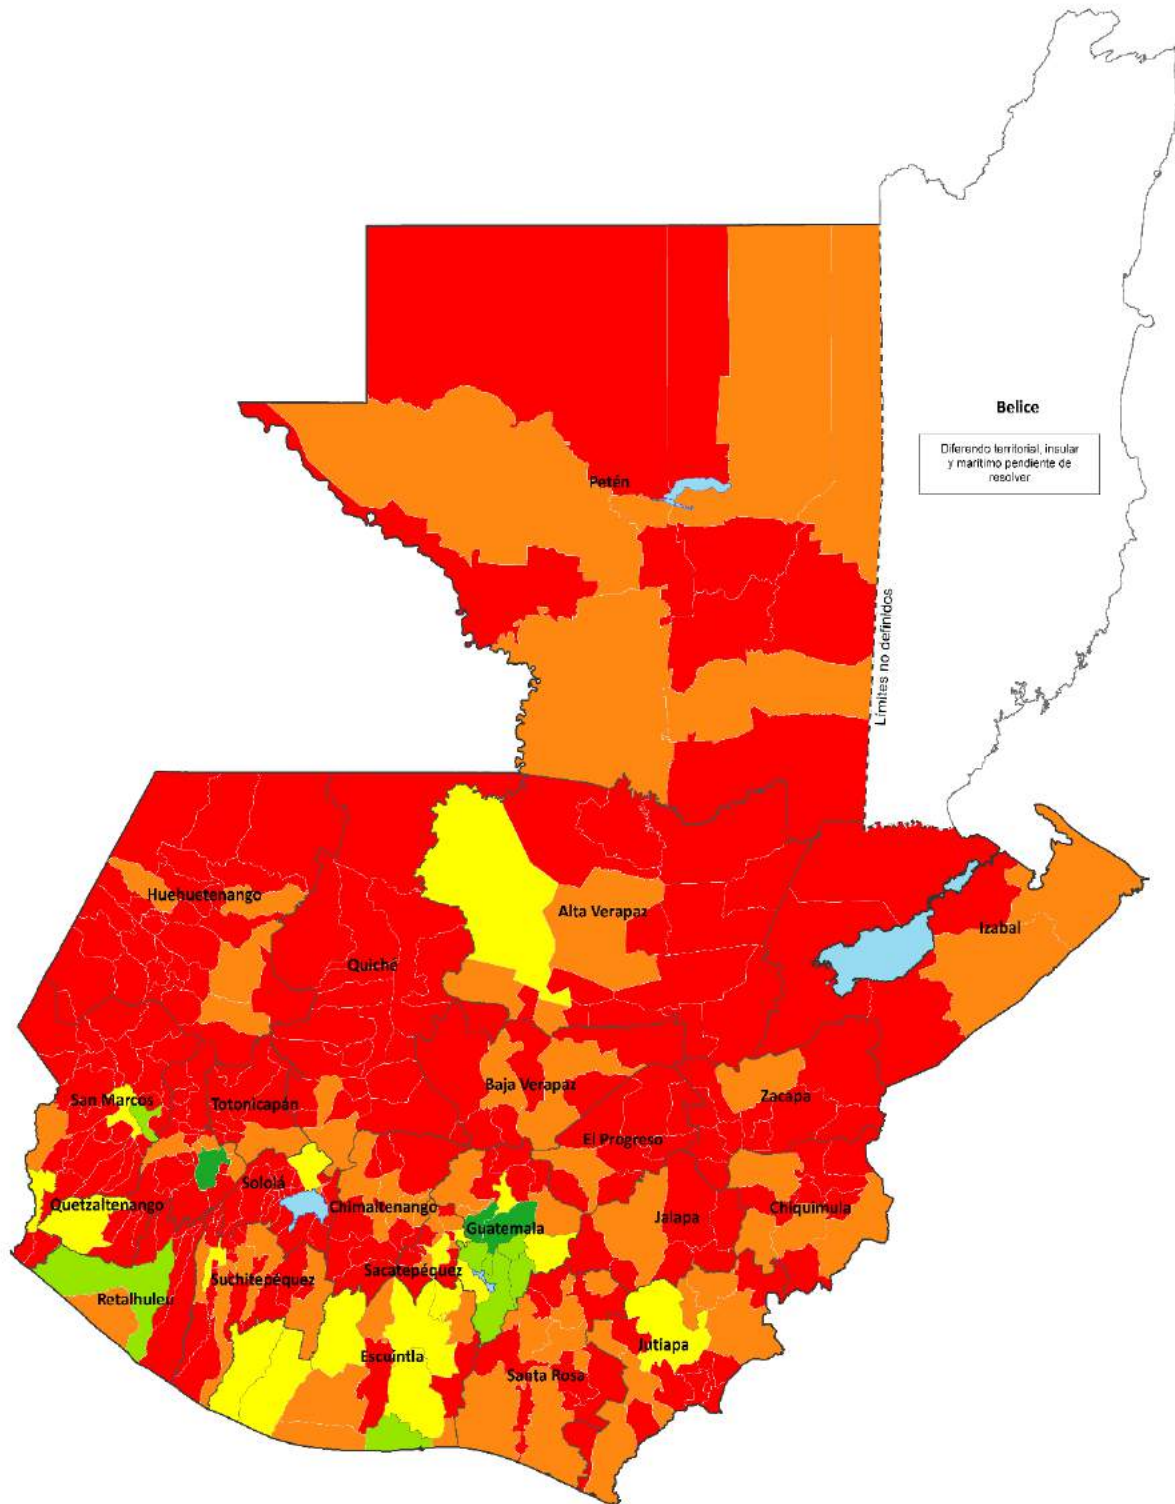 Belice
Diferendo territorial, insular
y marítimo pendiente de
resolver
Petén
Límites no definidos
Huehuetenango
Alta Verapaz
Izabal
Quiché
San Marcos
Totonicapán
Baja Verapaz
Zacapa
El Progreso
Quetzaltenango
Sololá
Chimaltenango
Guatemala
Jalapa
Chiquimula
Retalhuleu
Suchitepéquez
Sacatepéquez
Escuintla
Jutiapa
Santa Rosa